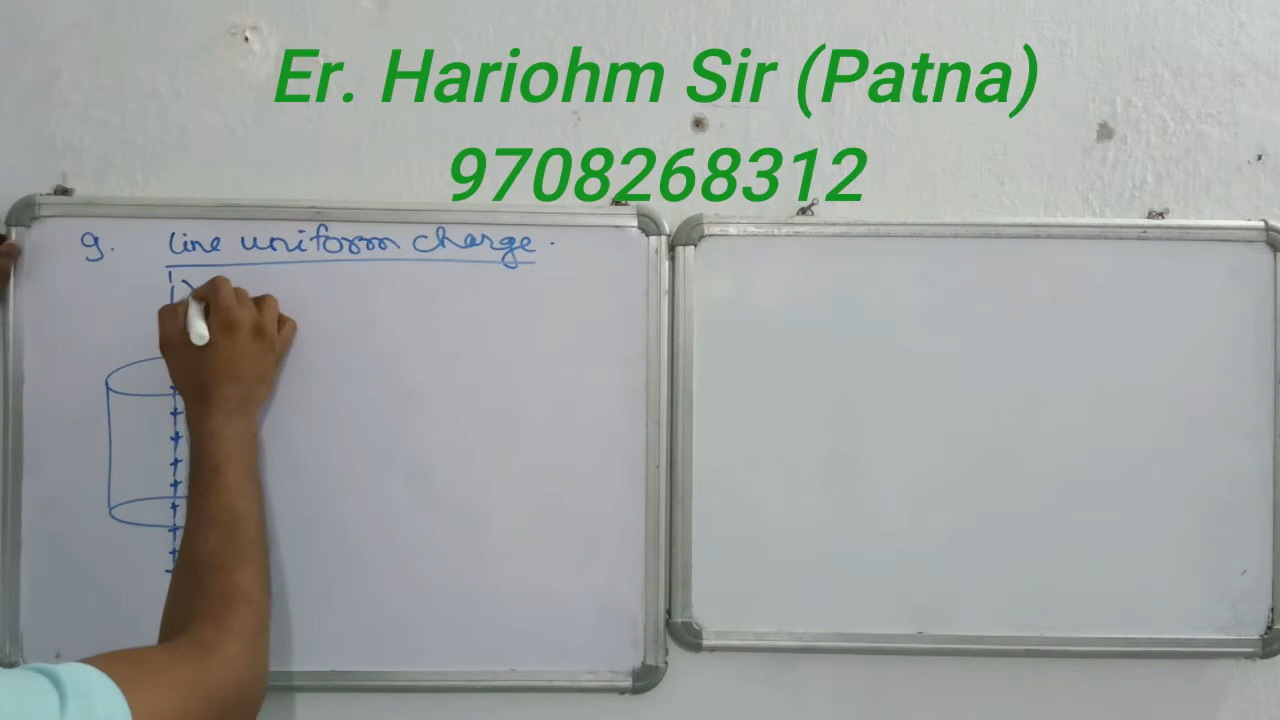 Er. Hariohm Sir (Patna)
9708268312
9. Line uniform charge.